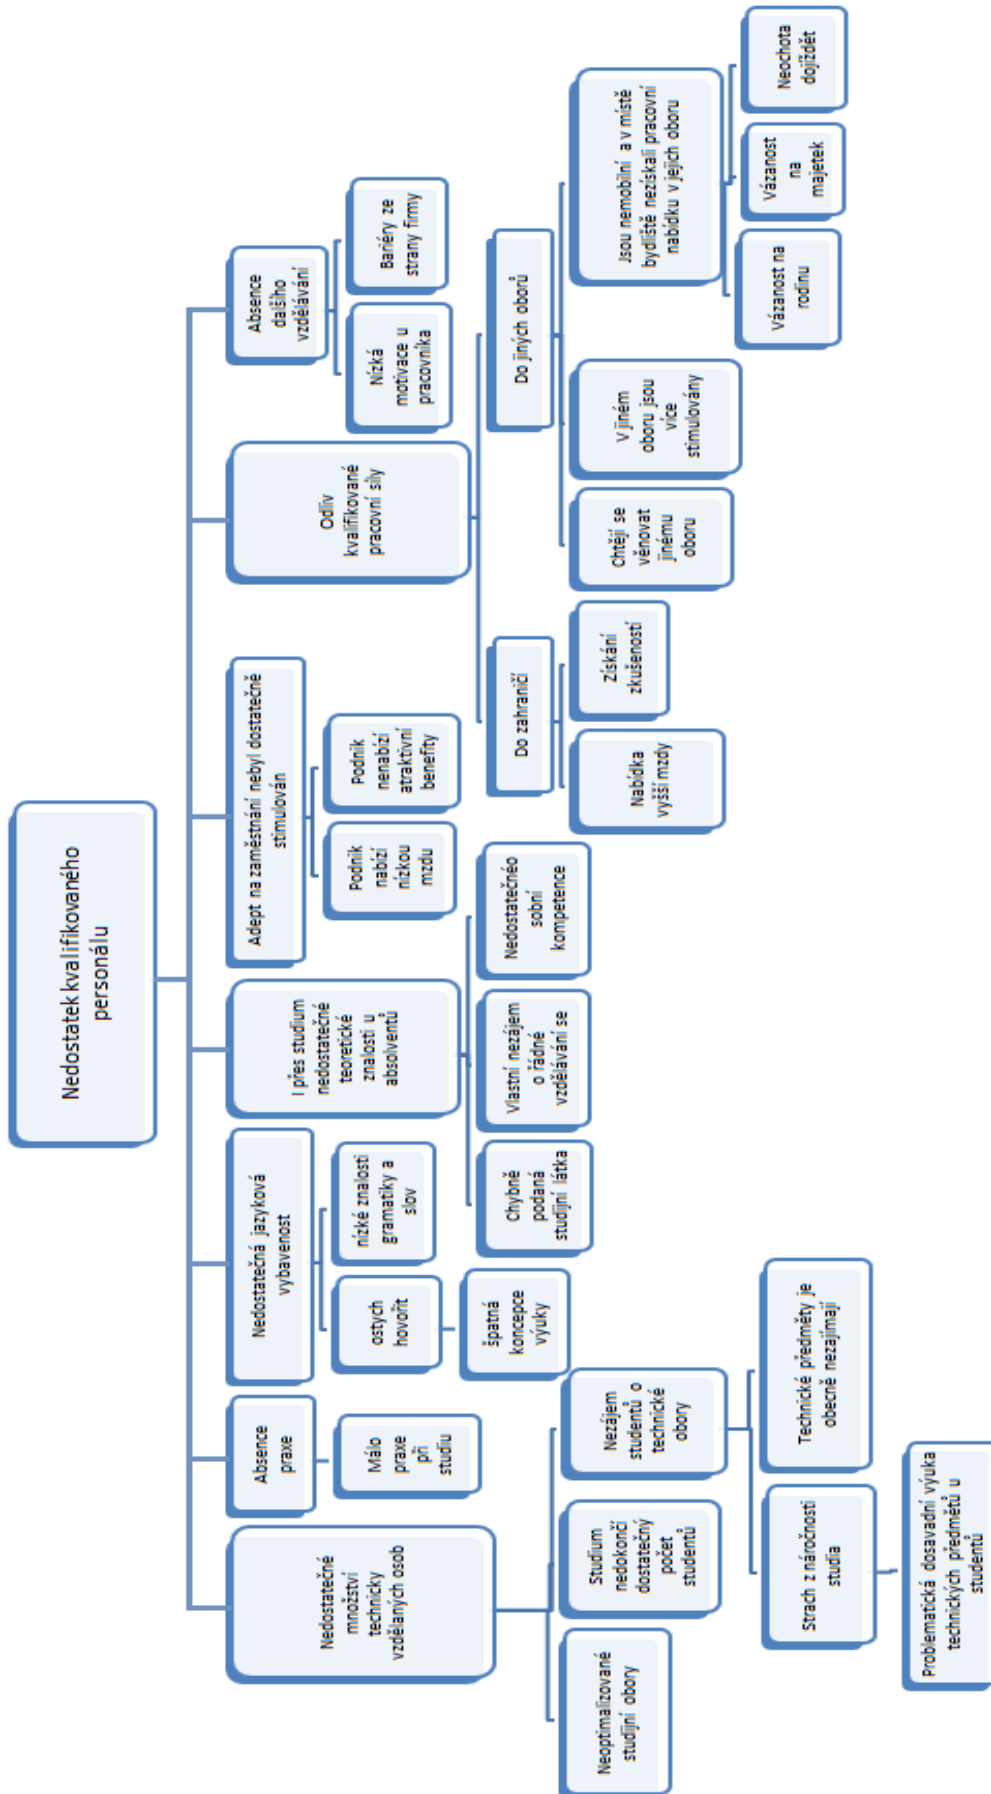 Nedostatek kvalifikovaného
personálu
Nedostatečné
množství
technicky
vzdělaných osob
Neoptimalizované
studijní obory
Studium
nedokončí
dostatečný
počet
studentů
Nezájem
studentů o
technické
obory
Strach z náročnosti
studia
Problematická dosavadní výuka
technických předmětů u
studentů
Technické předměty je
obecně nezajímají
Absence
praxe
Málo
praxe
při
studiu
Nedostatečná jazyková
vybavenost
ostych
hovořit
špatná
koncepce
výuky
nízké znalosti
gramatiky a
slov
I přes studium
nedostatečné
teoretické
znalosti u
absolventů
Chybně
podaná
studijní látka
Vlastní nezájem
o řádné
vzdělávání se
Nedostatečnéo
sobní
kompetence
Adept na zaměstnání nebyl dostatečně
stimulován
Podnik
nabízí
nízkou
mzdu
Podnik
nenabízí
atraktivní
benefity
Odliv
kvalifikované
pracovní síly
Do zahraničí
Nabídka
vyšší mzdy
Získání
zkušeností
Do jiných oborů
Chtějí se
věnovat
jinému
oboru
V jiném
oboru jsou
více
stimulovány
Jsou nemobilní a v místě
bydliště nezískali pracovní
nabídku v jejich oboru
Vázanost na
rodinu
Vázanost
na
majetek
Neochota
dojíždět
Absence
dalšího
vzdělávání
Nízká
motivace u
pracovníka
Bariéry ze
strany firmy